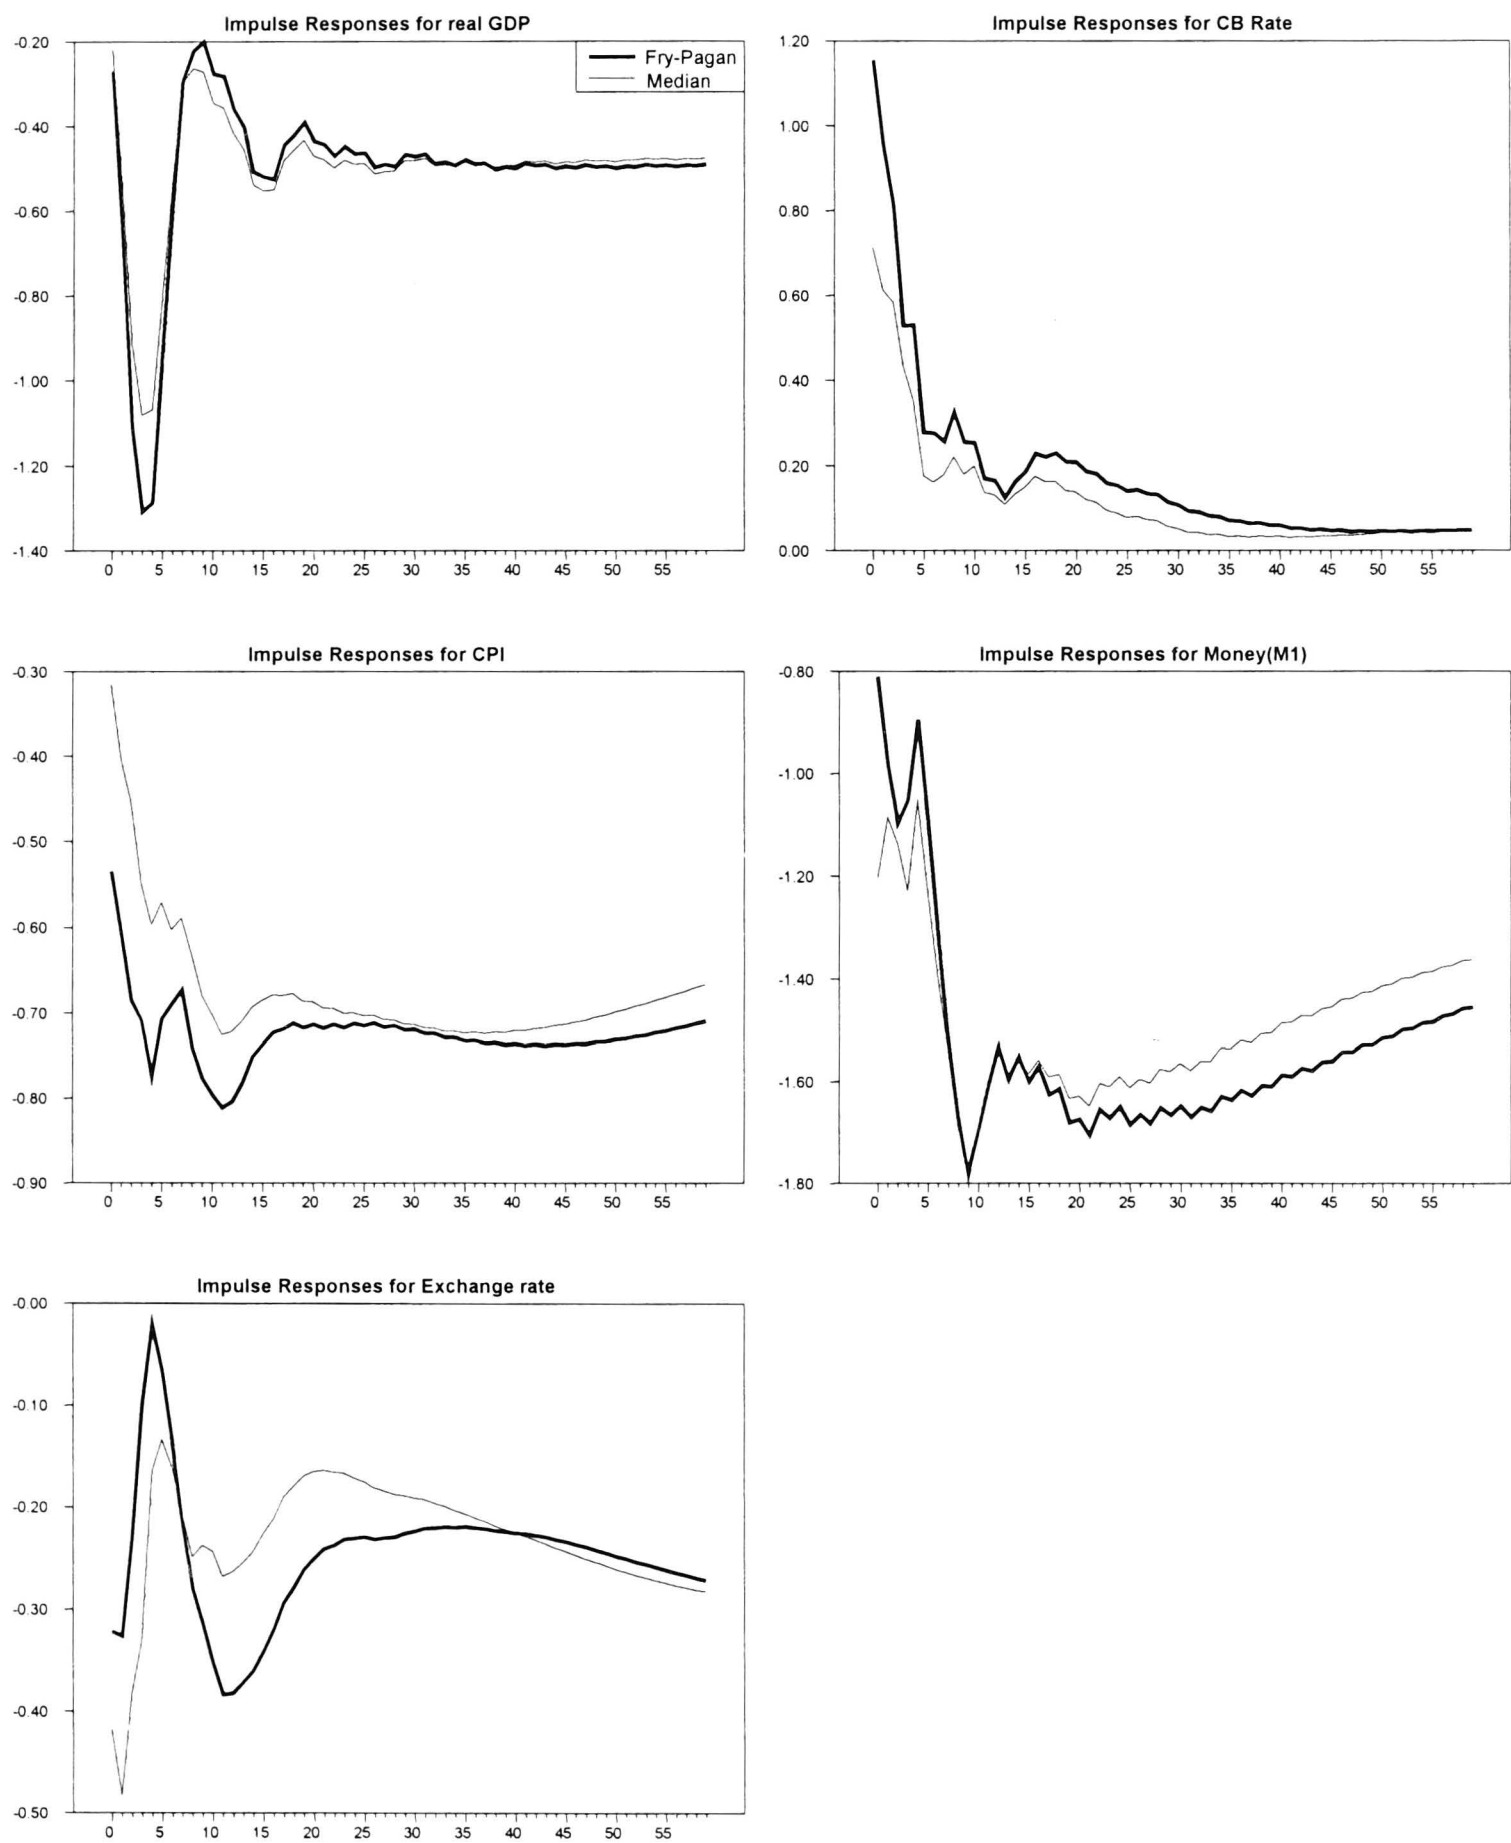 Impulse Responses for real GDP
Fry-Pagan
Median
-0.20
-0.40
-0.60
-0.80
-1.00
-1.20
-1.40
0 5 10 15 20 25 30 35 40 45 50 55
Impulse Responses for CB Rate
1.20
1.00
0.80
0.60
0.40
0.20
0.00
0 5 10 15 20 25 30 35 40 45 50 55
Impulse Responses for CPI
-0.30
-0.40
-0.50
-0.60
-0.70
-0.80
-0.90
0 5 10 15 20 25 30 35 40 45 50 55
Impulse Responses for Money(M1)
-0.80
-1.00
-1.20
-1.40
-1.60
-1.80
0 5 10 15 20 25 30 35 40 45 50 55
Impulse Responses for Exchange rate
-0.00
-0.10
-0.20
-0.30
-0.40
-0.50
0 5 10 15 20 25 30 35 40 45 50 55